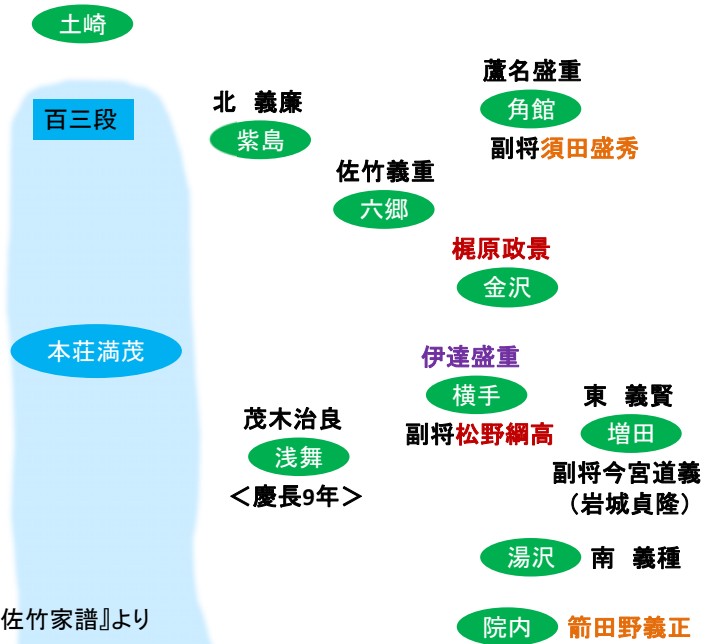 土崎
百三段
北　義廉
紫島
蘆名盛重
角館
副将須田盛秀
佐竹義重
六郷
梶原政景
金沢
本荘満茂
伊達盛重
横手
副将松野綱高
茂木治良
浅舞
＜慶長9年＞
東　義賢
増田
副将今宮道義
（岩城貞隆）
湯沢 南　義種
院内 箭田野義正
佐竹家譜』より